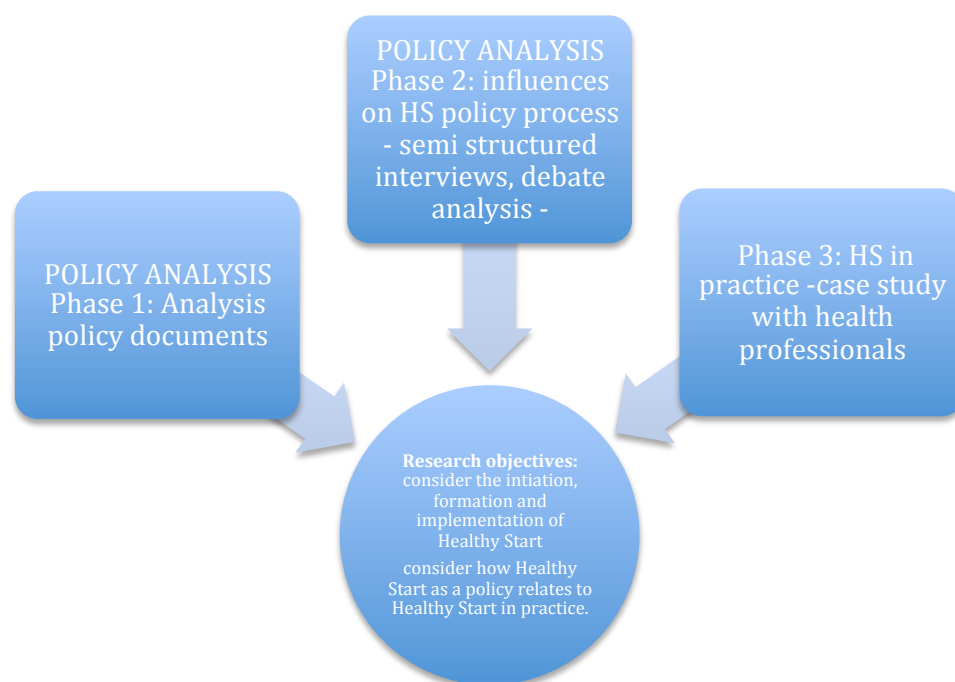 POLICY ANALYSIS
Phase 1: Analysis
policy documents
POLICY ANALYSIS
Phase 2: influences
on HS policy process
- semi structured
interviews, debate
analysis -
Phase 3: HS in
practice -case study
with health
professionals
Research objectives:
consider the intiation,
formation and
implementation of
Healthy Start
consider how Healthy
Start as a policy relates to
Healthy Start in practice.